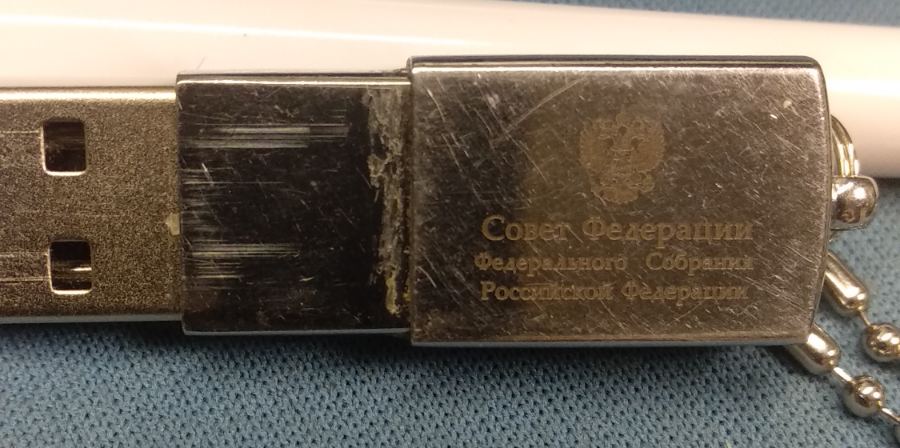 Совет Федерации
Федерального Собрания
Российской Федерации